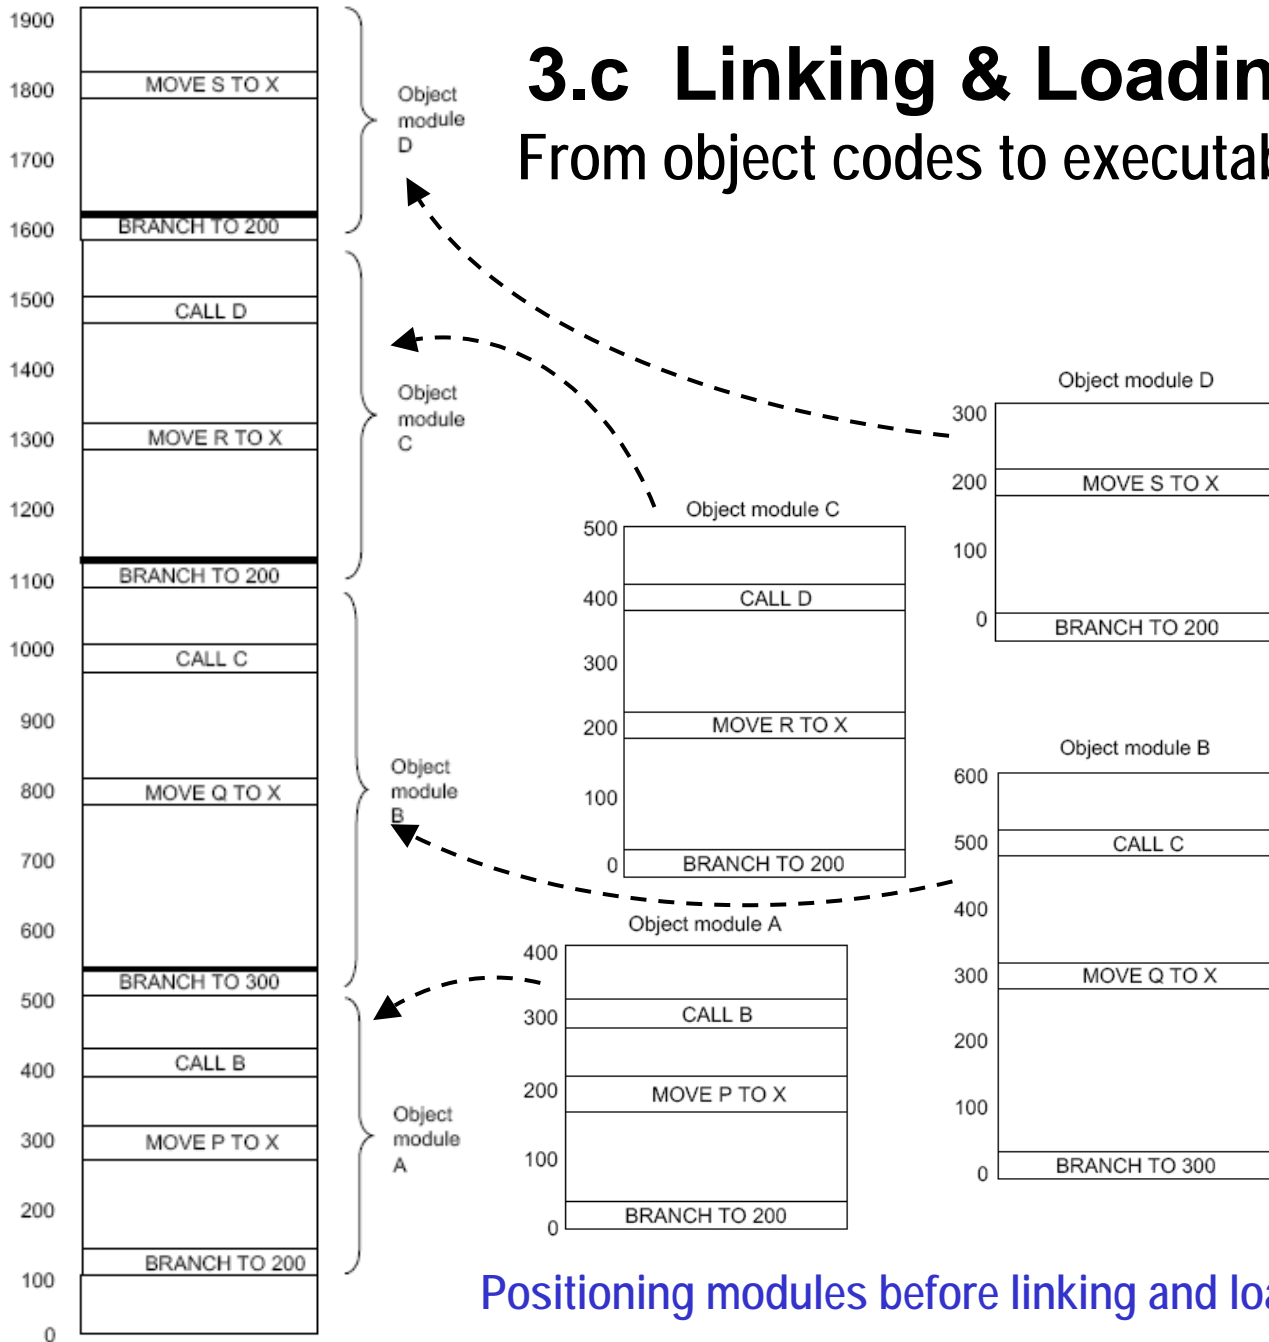 3.c Linking & Loadin
From object codes to executab
1900
1800
1700
1600
1500
1400
1300
1200
1100
1000
900
800
700
600
500
400
300
200
100
0
MOVE S TO X
BRANCH TO 200
CALL D
MOVE R TO X
BRANCH TO 200
CALL C
MOVE Q TO X
BRANCH TO 300
CALL B
MOVE P TO X
BRANCH TO 200
Object
module
D
Object
module
C
Object
module
B
Object
module
A
Object module D
300
200
100
0
MOVE S TO X
BRANCH TO 200
Object module C
500
400
300
200
100
0
CALL D
MOVE R TO X
BRANCH TO 200
Object module B
600
500
400
300
200
100
0
CALL C
MOVE Q TO X
BRANCH TO 300
Object module A
400
300
200
100
0
CALL B
MOVE P TO X
BRANCH TO 200
Positioning modules before linking and loa